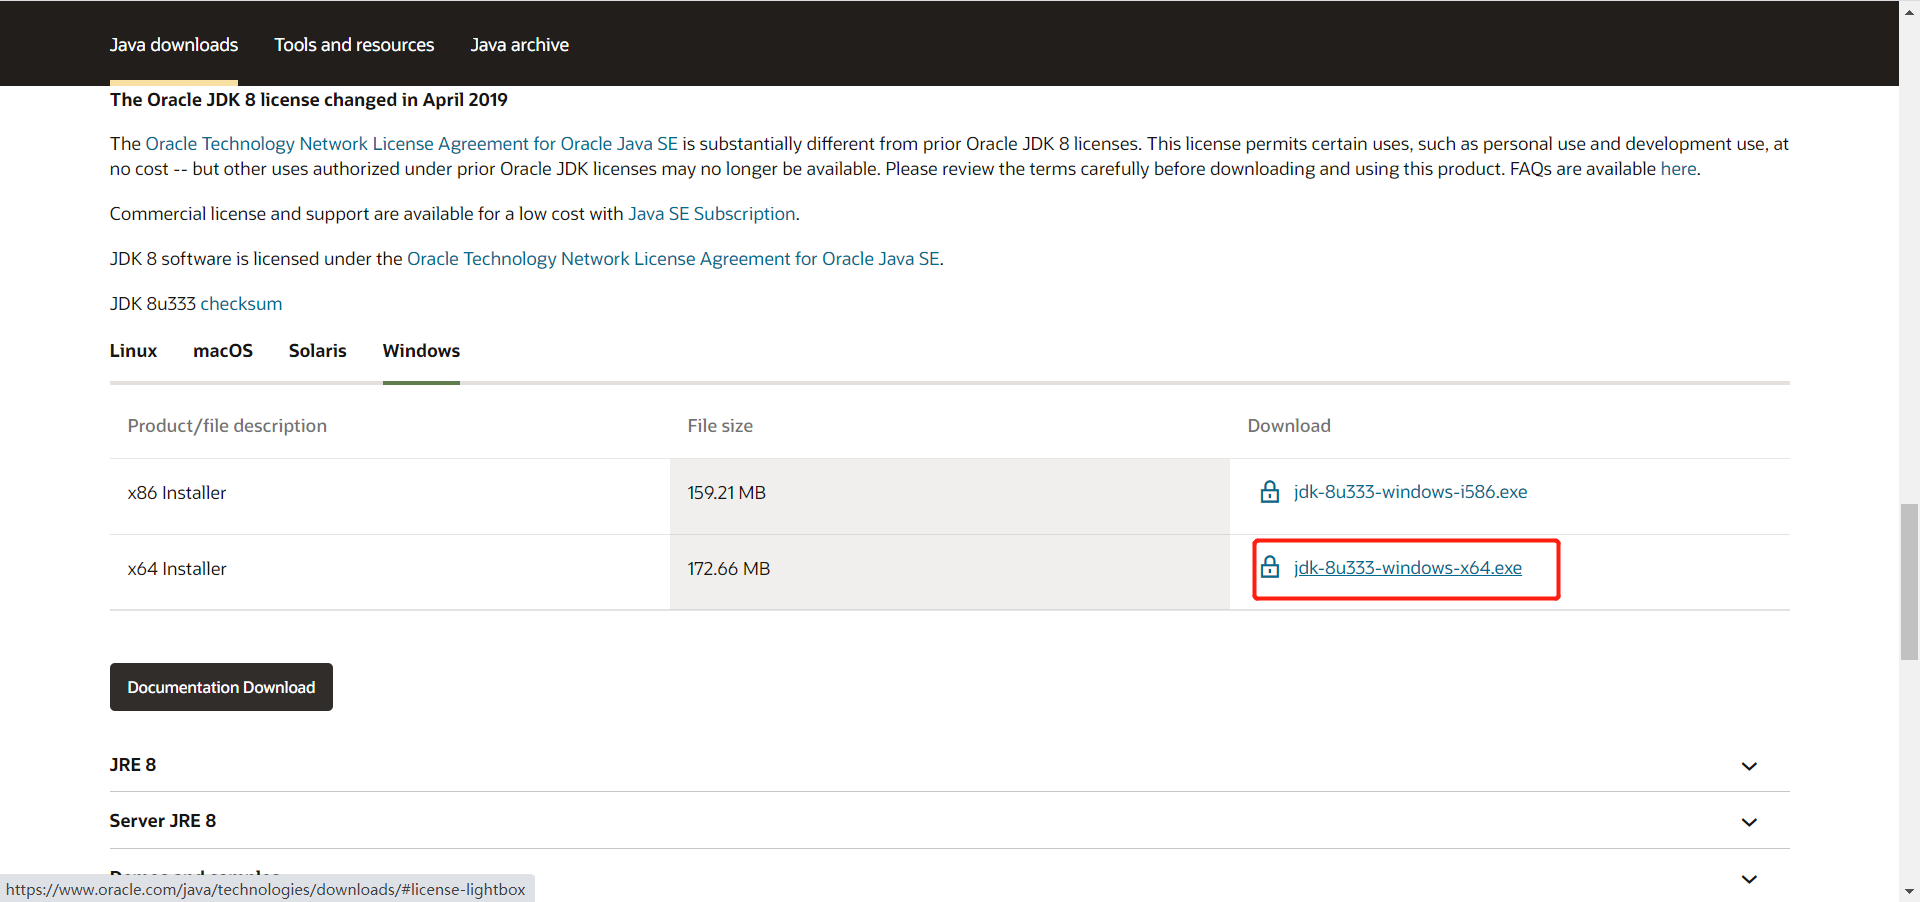 Java downloads Tools and resources Java archive
The Oracle JDK 8 license changed in April 2019
The Oracle Technology Network License Agreement for Oracle Java SE is substantially different from prior Oracle JDK 8 licenses. This license permits certain uses, such as personal use and development use, at
no cost -- but other uses authorized under prior Oracle JDK licenses may no longer be available. Please review the terms carefully before downloading and using this product. FAQs are available here.
Commercial license and support are available for a low cost with Java SE Subscription.
JDK 8 software is licensed under the Oracle Technology Network License Agreement for Oracle Java SE.
JDK 8u333 checksum
Linux macOS Solaris Windows
Product/file description File size Download
x86 Installer 159.21 MB jdk-8u333-windows-i586.exe
x64 Installer 172.66 MB jdk-8u333-windows-x64.exe
Documentation Download
JRE 8
Server JRE 8
Demos and samples
https://www.oracle.com/java/technologies/downloads/#license-lightbox